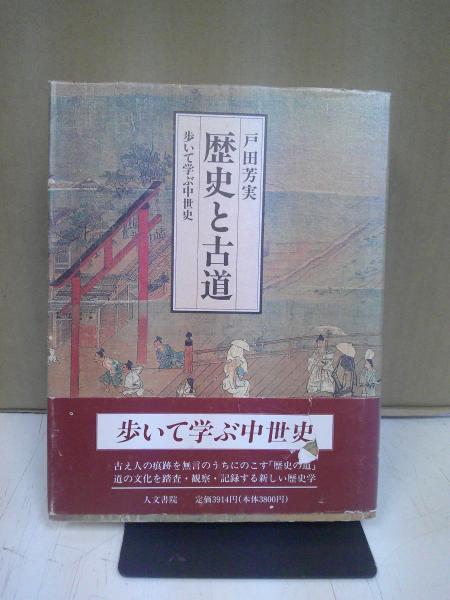 戸田芳実
歴史と古道
歩いて学ぶ中世史
歩いて学ぶ中世史
古え人の痕跡を無言のうちにのこす「歴史の道」
道の文化を踏査・観察・記録する新しい歴史学
人文書院 定価3914円(本体3800円)